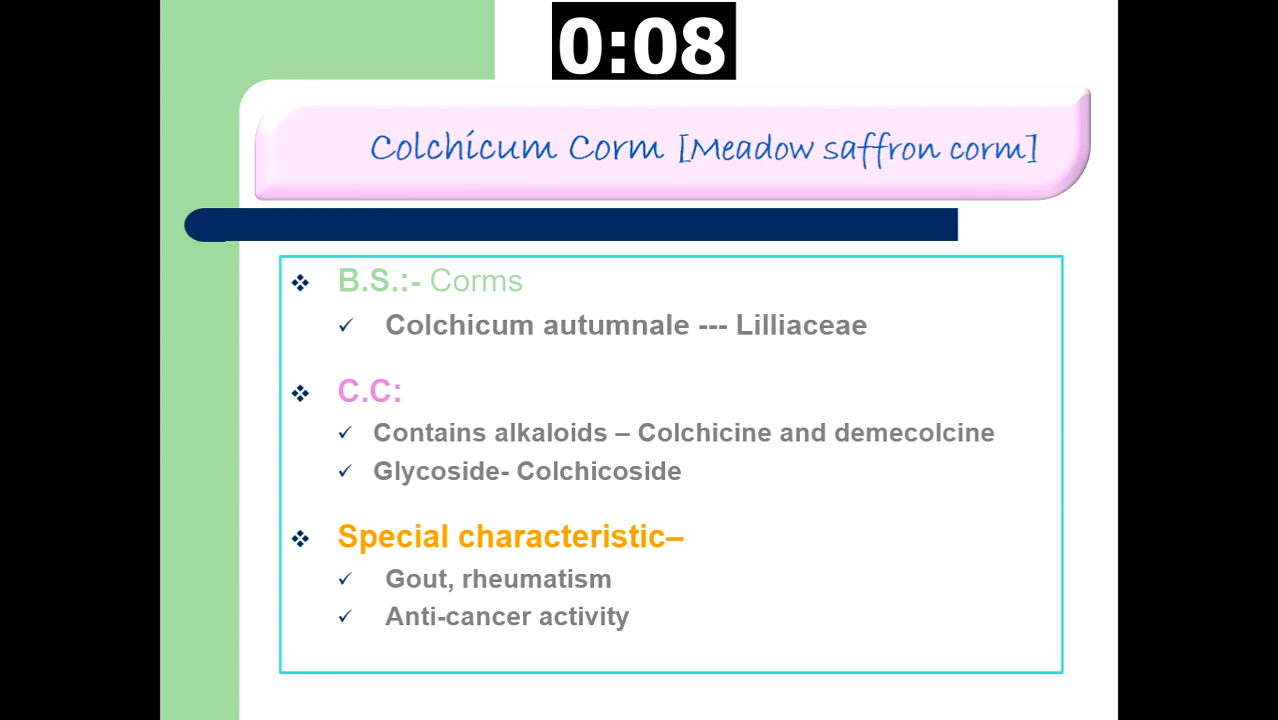 0:08
Colchicum Corm [Meadow saffron corm]
B.S.:- Corms
Colchicum autumnale --- Lilliaceae
C.C:
Contains alkaloids – Colchicine and demecolcine
Glycoside- Colchicoside
Special characteristic–
Gout, rheumatism
Anti-cancer activity